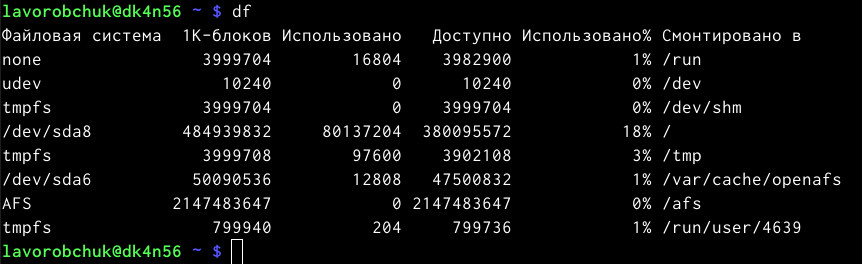 lavorobchuk@dk4n56 ~ $ df
Файловая система 1K-блоков Использовано Доступно Использовано% Смонтировано в
none 3999704 16804 3982900 1% /run
udev 10240 0 10240 0% /dev
tmpfs 3999704 0 3999704 0% /dev/shm
/dev/sda8 484939832 80137204 380095572 18% /
tmpfs 3999708 97600 3902108 3% /tmp
/dev/sda6 50090536 12808 47500832 1% /var/cache/openafs
AFS 2147483647 0 2147483647 0% /afs
tmpfs 799940 204 799736 1% /run/user/4639
lavorobchuk@dk4n56 ~ $